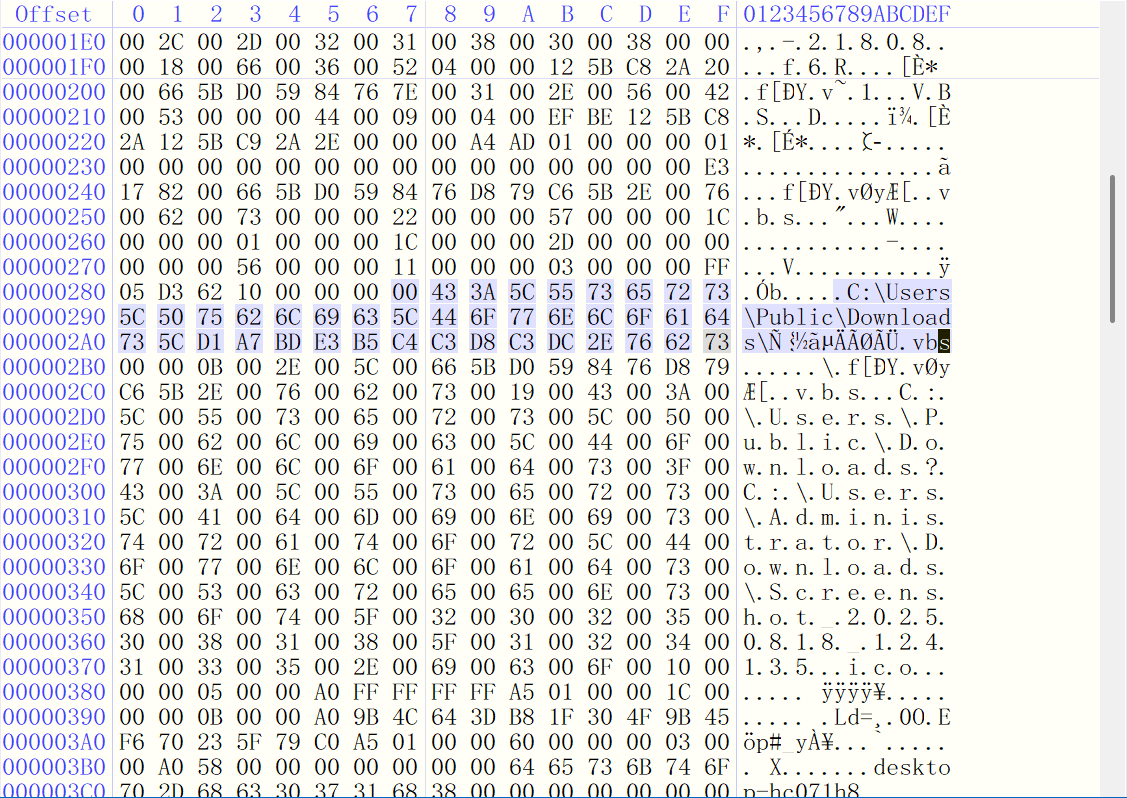 Offset 0 1 2 3 4 5 6 7 8 9 A B C D E F 0123456789ABCDEF
000001E0 00 2C 00 2D 00 32 00 31 00 38 00 30 00 38 00 00 .,.-.2.1.8.0.8..
000001F0 00 18 00 66 00 36 00 52 04 00 00 12 5B C8 2A 20 ...f.6.R....[È*
00000200 00 66 5B D0 59 84 76 7E 00 31 00 2E 00 56 00 42 .f[ÐY.v~.1...V.B
00000210 00 53 00 00 00 44 00 09 00 04 00 EF BE 12 5B C8 .S...D.....ï¾.[È
00000220 2A 12 5B C9 2A 2E 00 00 00 A4 AD 01 00 00 00 01 *.[É*....¤-.....
00000230 00 00 00 00 00 00 00 00 00 00 00 00 00 00 00 E3 ...............ã
00000240 17 82 00 66 5B D0 59 84 76 D8 79 C6 5B 2E 00 76 ...f[ÐY.vØyÆ[..v
00000250 00 62 00 73 00 00 00 22 00 00 00 57 00 00 00 1C .b.s..."...W....
00000260 00 00 00 01 00 00 00 1C 00 00 00 2D 00 00 00 00 ...........-....
00000270 00 00 00 56 00 00 00 11 00 00 00 03 00 00 00 FF ...V...........ÿ
00000280 05 D3 62 10 00 00 00 00 43 3A 5C 55 73 65 72 73 .Ób.....C:\Users
00000290 5C 50 75 62 6C 69 63 5C 44 6F 77 6E 6C 6F 61 64 \Public\Download
000002A0 73 5C D1 A7 BD E3 B5 C4 C3 D8 C3 DC 2E 76 62 73 s\Ñ§½ãµÄÃØÃÜ.vbs
000002B0 00 00 0B 00 2E 00 5C 00 66 5B D0 59 84 76 D8 79 ......\.f[ÐY.vØy
000002C0 C6 5B 2E 00 76 00 62 00 73 00 19 00 43 00 3A 00 Æ[..v.b.s...C.:.
000002D0 5C 00 55 00 73 00 65 00 72 00 73 00 5C 00 50 00 \.U.s.e.r.s.\.P.
000002E0 75 00 62 00 6C 00 69 00 63 00 5C 00 44 00 6F 00 u.b.l.i.c.\.D.o.
000002F0 77 00 6E 00 6C 00 6F 00 61 00 64 00 73 00 3F 00 w.n.l.o.a.d.s.?.
00000300 43 00 3A 00 5C 00 55 00 73 00 65 00 72 00 73 00 C.:.\.U.s.e.r.s.
00000310 5C 00 41 00 64 00 6D 00 69 00 6E 00 69 00 73 00 \.A.d.m.i.n.i.s.
00000320 74 00 72 00 61 00 74 00 6F 00 72 00 5C 00 44 00 t.r.a.t.o.r.\.D.
00000330 6F 00 77 00 6E 00 6C 00 6F 00 61 00 64 00 73 00 o.w.n.l.o.a.d.s.
00000340 5C 00 53 00 63 00 72 00 65 00 65 00 6E 00 73 00 \.S.c.r.e.e.n.s.
00000350 68 00 6F 00 74 00 5F 00 32 00 30 00 32 00 35 00 h.o.t._.2.0.2.5.
00000360 30 00 38 00 31 00 38 00 5F 00 31 00 32 00 34 00 0.8.1.8._.1.2.4.
00000370 31 00 33 00 35 00 2E 00 69 00 63 00 6F 00 10 00 1.3.5...i.c.o...
00000380 00 00 05 00 00 A0 FF FF FF FF A5 01 00 00 1C 00 ..... ÿÿÿÿ¥.....
00000390 00 00 0B 00 00 A0 9B 4C 64 3D B8 1F 30 4F 9B 45 ..... .Ld=¸.0O.E
000003A0 F6 70 23 5F 79 C0 A5 01 00 00 60 00 00 00 03 00 öp#_yÀ¥...`.....
000003B0 00 A0 58 00 00 00 00 00 00 00 64 65 73 6B 74 6F . X.......deskto
000003C0 70 2D 68 63 30 37 31 68 38 00 00 00 00 00 00 00 p-hc071h8.......